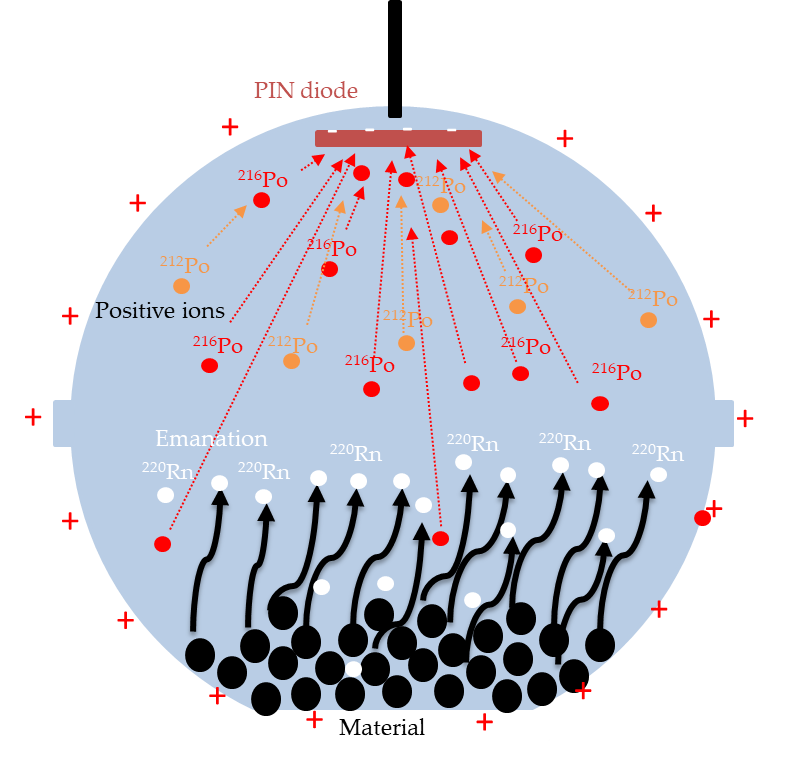 PIN diode
²¹⁶Po
²¹²Po
²¹⁶Po
²¹⁶Po
²¹²Po
²¹²Po
²¹²Po
Positive ions
²¹²Po
²¹⁶Po
²¹²Po
²¹⁶Po
²¹⁶Po
²¹⁶Po
Emanation
²²⁰Rn
²²⁰Rn
²²⁰Rn
²²⁰Rn
²²⁰Rn
²²⁰Rn
Material